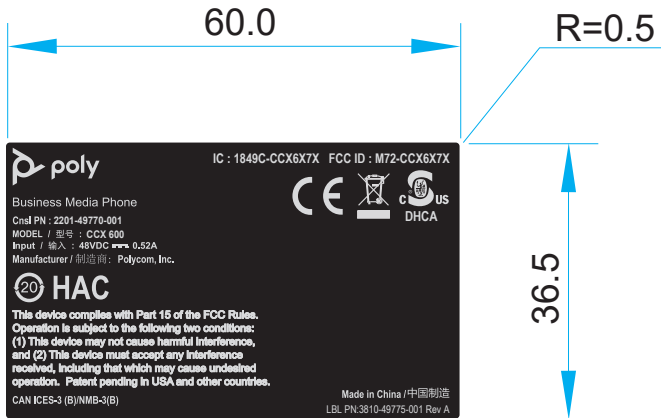 60.0
R=0.5
poly
IC : 1849C-CCX6X7X FCC ID : M72-CCX6X7X
Business Media Phone
Cnsl PN : 2201-49770-001
MODEL / 型号 : CCX 600
Input / 输入 : 48VDC 0.52A
Manufacturer / 制造商: Polycom, Inc.
CE
C US
DHCA
20 HAC
This device complies with Part 15 of the FCC Rules.
Operation is subject to the following two conditions:
(1) This device may not cause harmful interference,
and (2) This device must accept any interference
received, including that which may cause undesired
operation. Patent pending in USA and other countries.
CAN ICES-3 (B)/NMB-3(B)
Made in China /中国制造
LBL PN:3810-49775-001 Rev A
36.5